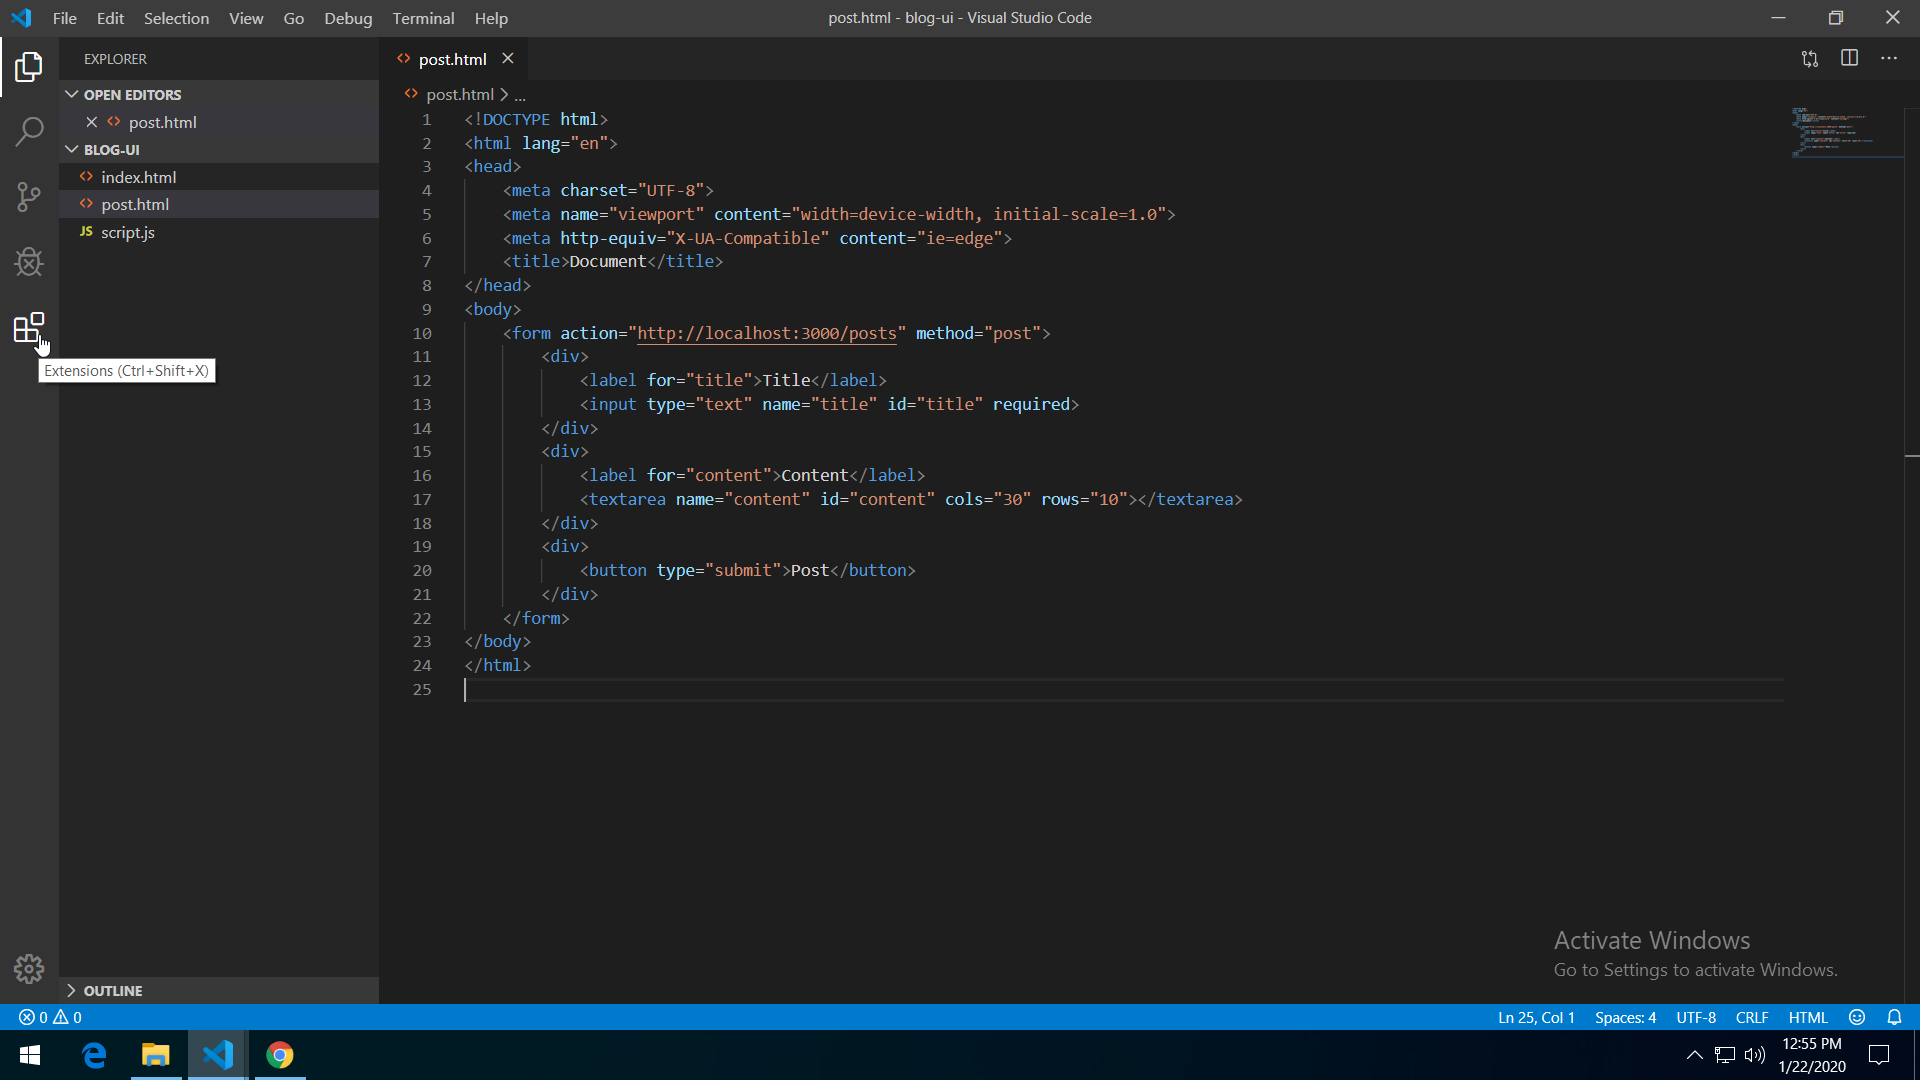 File Edit Selection View Go Debug Terminal Help
post.html - blog-ui - Visual Studio Code
EXPLORER
OPEN EDITORS
post.html
BLOG-UI
index.html
post.html
JS script.js
Extensions (Ctrl+Shift+X)
OUTLINE
post.html
post.html > ...
1 <!DOCTYPE html>
2 <html lang="en">
3 <head>
4 <meta charset="UTF-8">
5 <meta name="viewport" content="width=device-width, initial-scale=1.0">
6 <meta http-equiv="X-UA-Compatible" content="ie=edge">
7 <title>Document</title>
8 </head>
9 <body>
10 <form action="http://localhost:3000/posts" method="post">
11 <div>
12 <label for="title">Title</label>
13 <input type="text" name="title" id="title" required>
14 </div>
15 <div>
16 <label for="content">Content</label>
17 <textarea name="content" id="content" cols="30" rows="10"></textarea>
18 </div>
19 <div>
20 <button type="submit">Post</button>
21 </div>
22 </form>
23 </body>
24 </html>
25
Activate Windows
Go to Settings to activate Windows.
0 0
Ln 25, Col 1 Spaces: 4 UTF-8 CRLF HTML
12:55 PM
1/22/2020